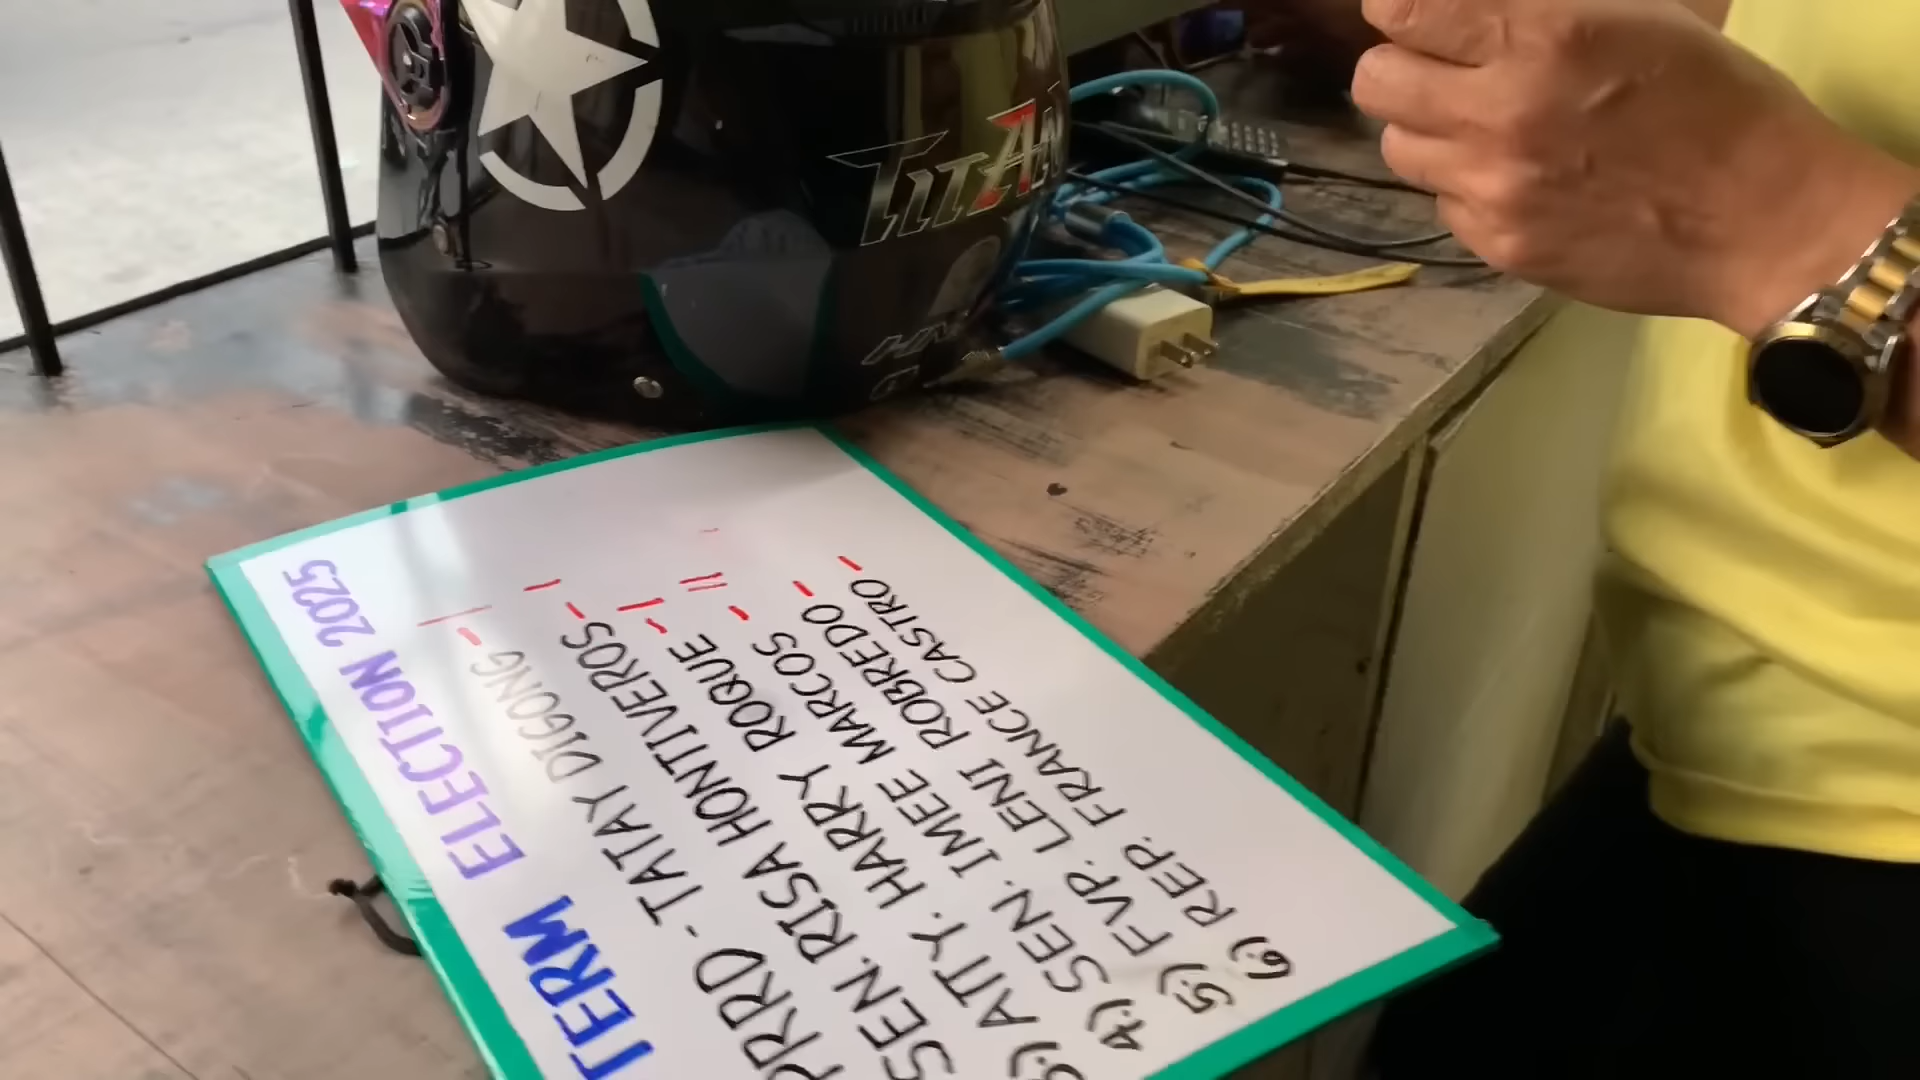 TITAN
HNJ
TERM ELECTION 2025
PRRD - TATAY DIGONG -
SEN. RISA HONTIVEROS -
3.) ATTY. HARRY ROQUE -
4.) SEN. IMEE MARCOS -
5.) FVP. LENI ROBREDO -
6.) REP. FRANCE CASTRO -